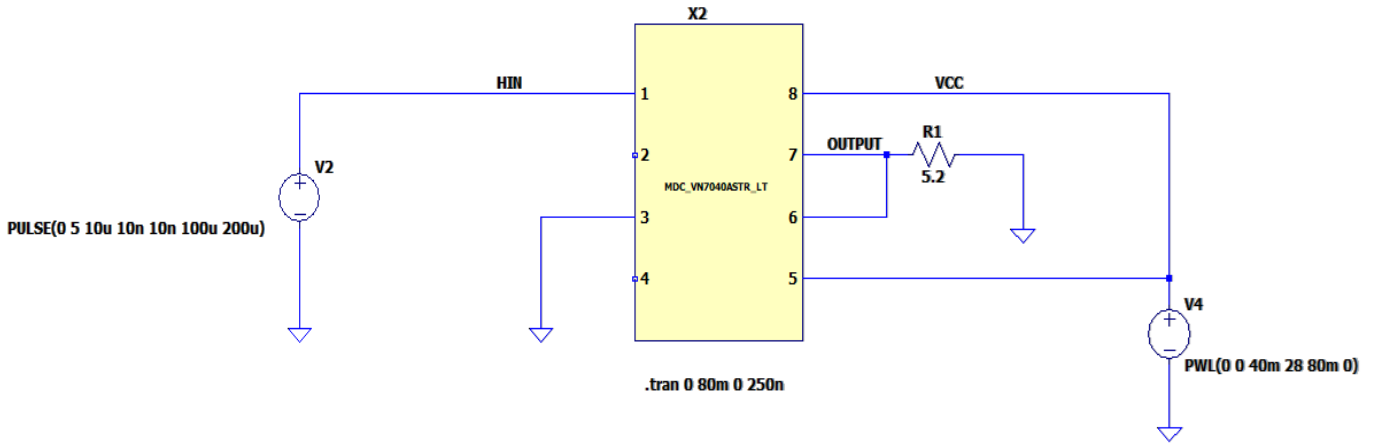 X2
HIN
VCC
1
8
OUTPUT
R1
2
7
5.2
V2
MDC_VN7040ASTR_LT
3
6
PULSE(0 5 10u 10n 10n 100u 200u)
4
5
V4
PWL(0 0 40m 28 80m 0)
.tran 0 80m 0 250n